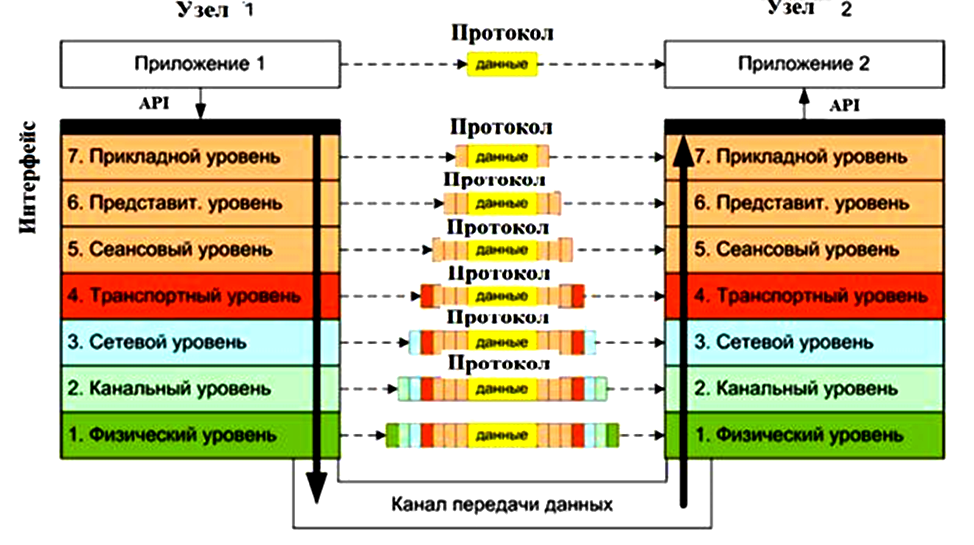 Узел 1
Узел 2
Протокол
Приложение 1
данные
Приложение 2
API
API
Интерфейс
Протокол
7. Прикладной уровень
данные
7. Прикладной уровень
Протокол
6. Представит. уровень
данные
6. Представит. уровень
Протокол
5. Сеансовый уровень
данные
5. Сеансовый уровень
Протокол
4. Транспортный уровень
данные
4. Транспортный уровень
Протокол
3. Сетевой уровень
данные
3. Сетевой уровень
Протокол
2. Канальный уровень
данные
2. Канальный уровень
1. Физический уровень
данные
1. Физический уровень
Канал передачи данных